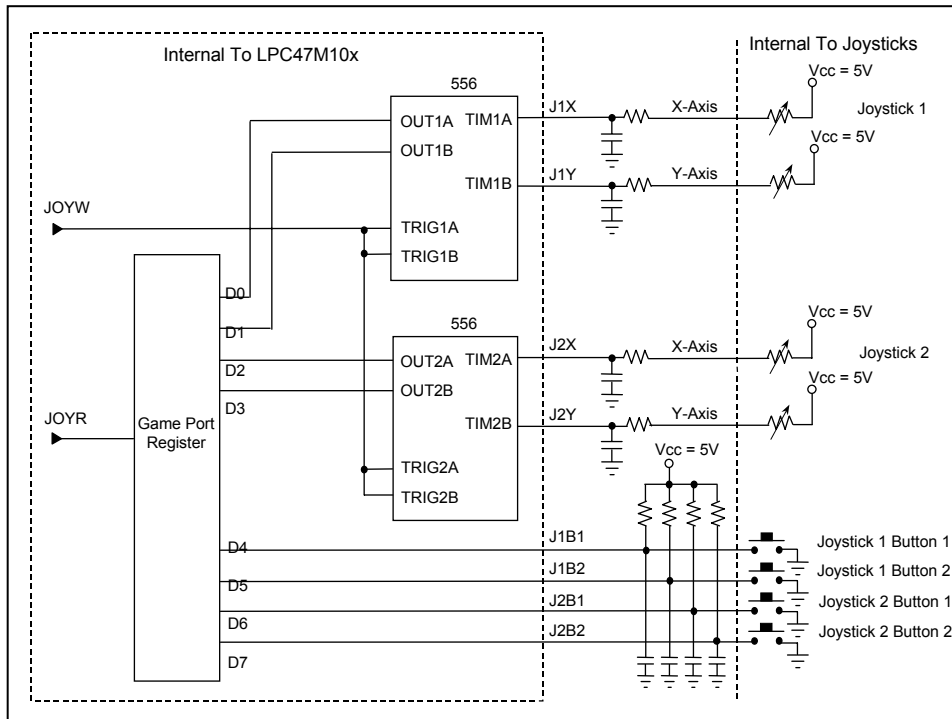 Internal To LPC47M10x
Internal To Joysticks
Vcc = 5V
556
J1X
X-Axis
Joystick 1
OUT1A
TIM1A
OUT1B
Vcc = 5V
TIM1B
J1Y
Y-Axis
JOYW
TRIG1A
TRIG1B
D0
D1
Vcc = 5V
556
J2X
X-Axis
Joystick 2
OUT2A
TIM2A
D2
OUT2B
Vcc = 5V
D3
TIM2B
J2Y
Y-Axis
JOYR
Game Port
Register
Vcc = 5V
TRIG2A
TRIG2B
D4
J1B1
Joystick 1 Button 1
D5
J1B2
Joystick 1 Button 2
D6
J2B1
Joystick 2 Button 1
D7
J2B2
Joystick 2 Button 2